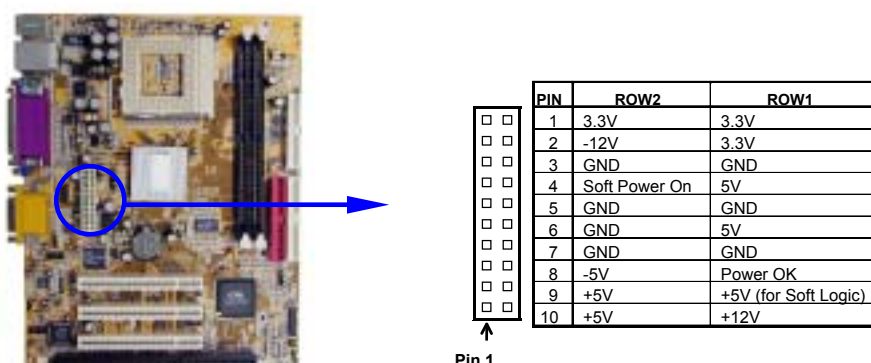 PIN ROW2 ROW1
1 3.3V 3.3V
2 -12V 3.3V
3 GND GND
4 Soft Power On 5V
5 GND GND
6 GND 5V
7 GND GND
8 -5V Power OK
9 +5V +5V (for Soft Logic)
10 +5V +12V
Pin 1